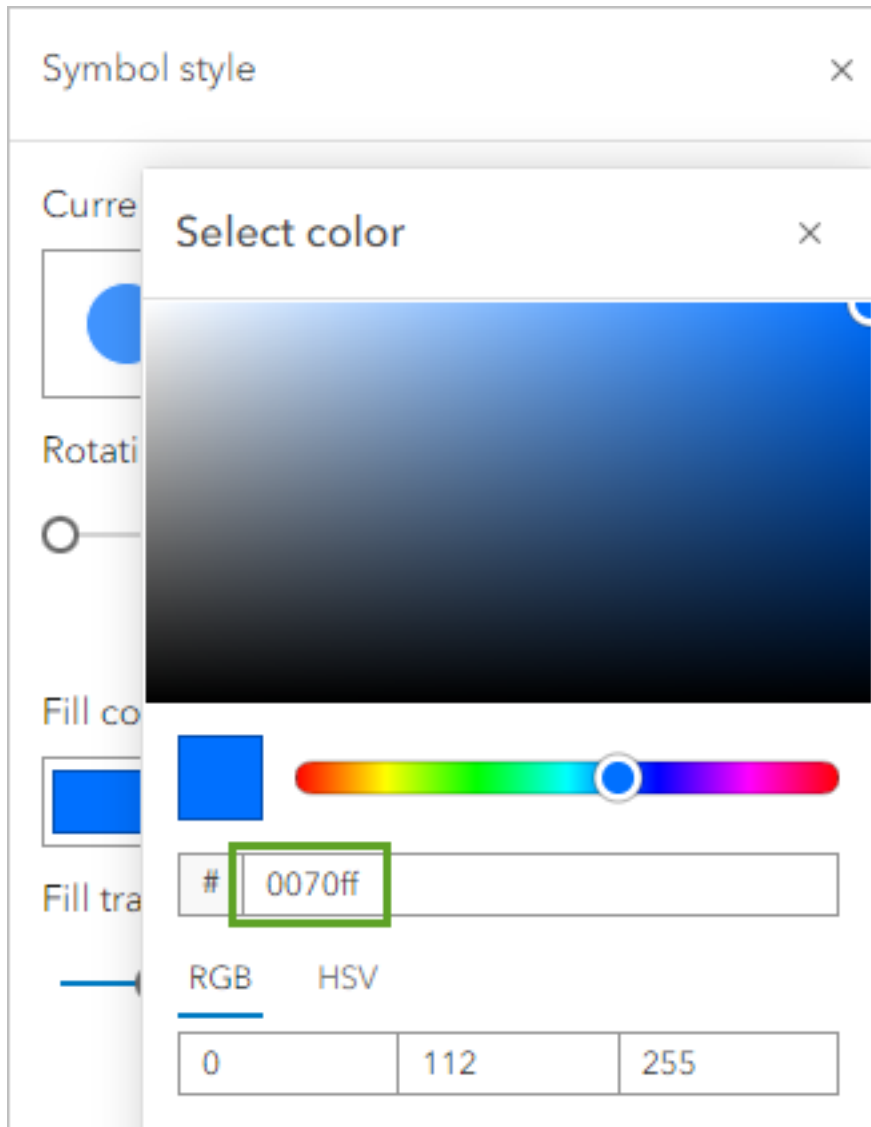 Symbol style
Curre
Select color
Rotati
Fill co
# 0070ff
Fill tra
RGB HSV
0 112 255